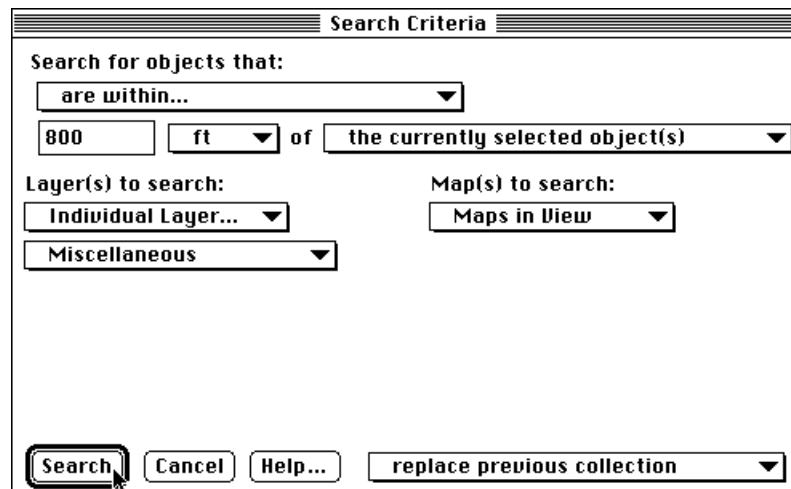 Search Criteria
Search for objects that:
are within...
800 ft of the currently selected object(s)
Layer(s) to search: Map(s) to search:
Individual Layer... Maps in View
Miscellaneous
Search Cancel Help... replace previous collection